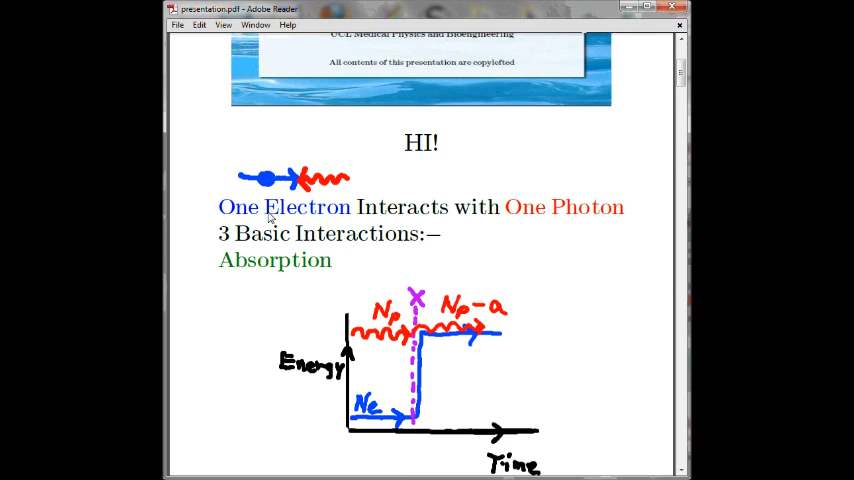 presentation.pdf - Adobe Reader
File Edit View Window Help
UCL Medical Physics and Bioengineering
All contents of this presentation are copylefted
HI!
One Electron Interacts with One Photon
3 Basic Interactions:–
Absorption
Np Np-a
Energy
Ne
Time